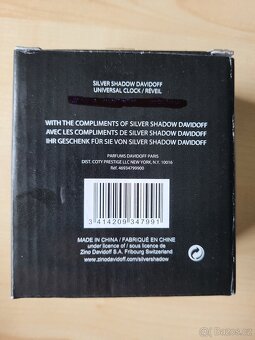 SILVER SHADOW DAVIDOFF
UNIVERSAL CLOCK / RÉVEIL
WITH THE COMPLIMENTS OF SILVER SHADOW DAVIDOFF
AVEC LES COMPLIMENTS DE SILVER SHADOW DAVIDOFF
IHR GESCHENK FÜR SIE VON SILVER SHADOW DAVIDOFF
PARFUMS DAVIDOFF PARIS
DIST. COTY PRESTIGE LLC NEW YORK, N.Y. 10016
Réf. 46934799900
3 414209 347991
MADE IN CHINA / FABRIQUÉ EN CHINE
under licence of / sous licence de
Zino Davidoff S.A. Fribourg Switzerland
www.zinodavidoff.com/silvershadow